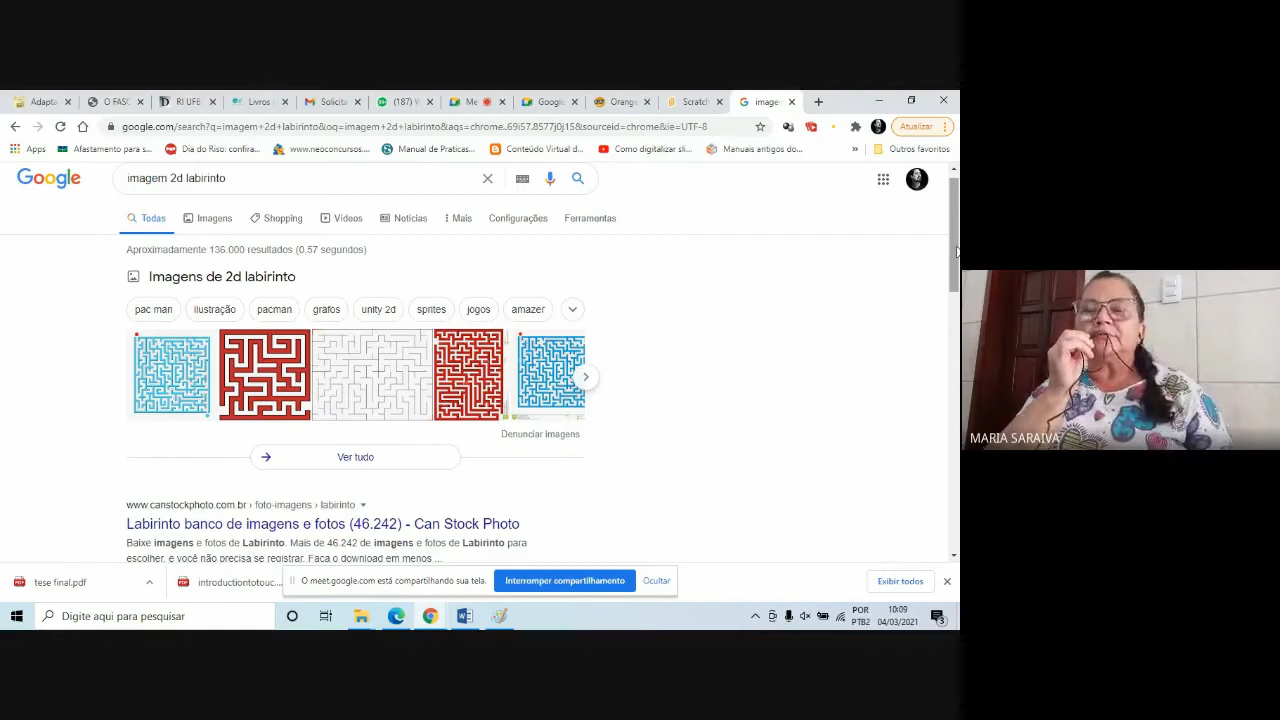 Adapta
O FASC
RI UFB
Livros
Solicita
(187) W
Me
Google
Orange
Scratch
imagen
google.com/search?q=imagem+2d+labirinto&oq=imagem+2d+labirinto&aqs=chrome..69i57.8577j0j15&sourceid=chrome&ie=UTF-8
Atualizar
Apps
Afastamento para s...
Dia do Riso: confira...
www.neoconcursos....
Manual de Praticas...
Conteúdo Virtual d...
Como digitalizar sli...
Manuais antigos do...
»
Outros favoritos
Google
imagem 2d labirinto
Todas
Imagens
Shopping
Vídeos
Notícias
Mais
Configurações
Ferramentas
Aproximadamente 136.000 resultados (0,57 segundos)
Imagens de 2d labirinto
pac man
ilustração
pacman
grafos
unity 2d
sprites
jogos
amazer
Denunciar imagens
Ver tudo
www.canstockphoto.com.br › foto-imagens › labirinto
Labirinto banco de imagens e fotos (46.242) - Can Stock Photo
Baixe imagens e fotos de Labirinto. Mais de 46.242 de imagens e fotos de Labirinto para
escolher, e você não precisa se registrar. Faça o download em menos ...
MARIA SARAIVA
tese final.pdf
introductiontotouc...
O meet.google.com está compartilhando sua tela.
Interromper compartilhamento
Ocultar
Exibir todos
Digite aqui para pesquisar
POR
PTB2
10:09
04/03/2021
3